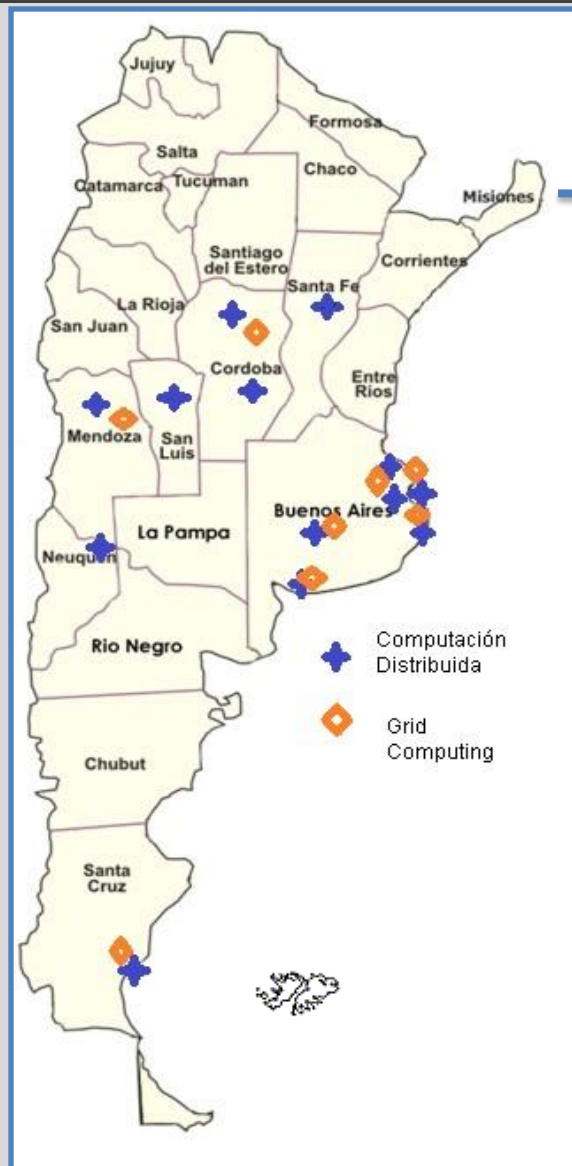 Jujuy
Formosa
Salta
Chaco
Catamarca
Tucuman
Misiones
Santiago
del Estero
Corrientes
Santa Fe
La Rioja
San Juan
Cordoba
Entre
Rios
Mendoza
San
Luis
Buenos Aires
La Pampa
Neuquen
Rio Negro
Computación
Distribuida
Grid
Computing
Chubut
Santa
Cruz